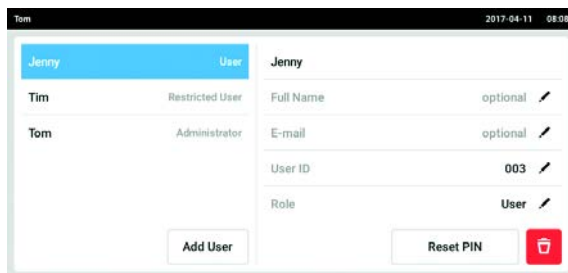 Tom 2017-04-11 08:08
Jenny User
Tim Restricted User
Tom Administrator
Add User
Jenny
Full Name optional
E-mail optional
User ID 003
Role User
Reset PIN